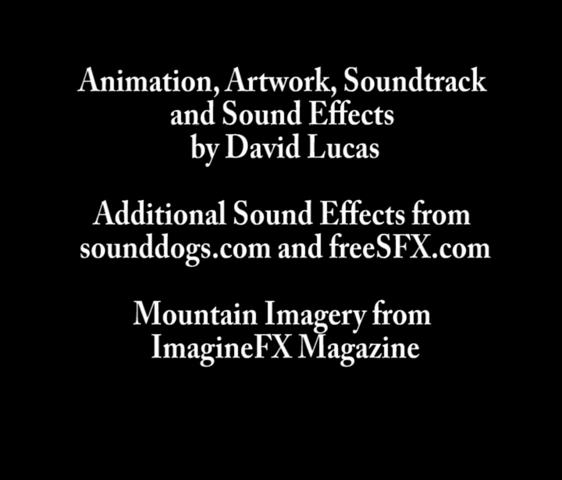 Animation, Artwork, Soundtrack
and Sound Effects
by David Lucas
Additional Sound Effects from
sounddogs.com and freeSFX.com
Mountain Imagery from
ImagineFX Magazine